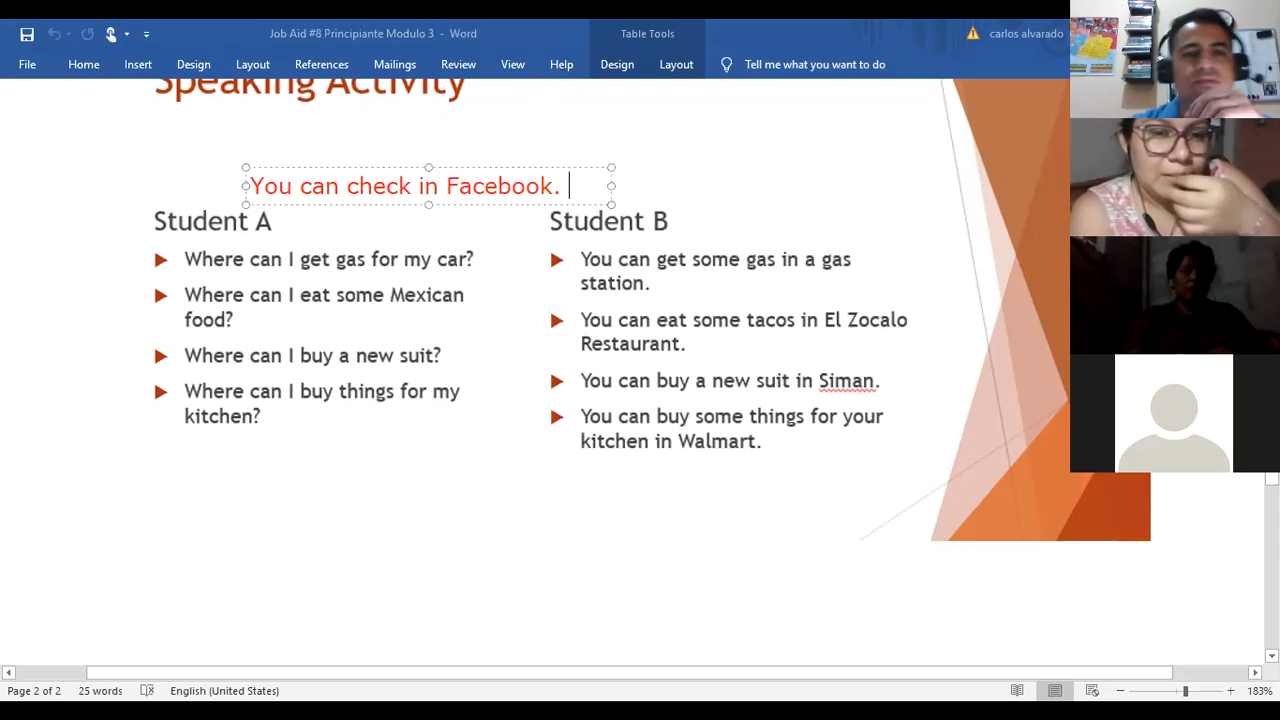 Job Aid #8 Principiante Modulo 3 - Word
Table Tools
carlos alvarado
File Home Insert Design Layout References Mailings Review View Help Design Layout Tell me what you want to do
Speaking Activity
You can check in Facebook.
Student A
Where can I get gas for my car?
Where can I eat some Mexican
food?
Where can I buy a new suit?
Where can I buy things for my
kitchen?
Student B
You can get some gas in a gas
station.
You can eat some tacos in El Zocalo
Restaurant.
You can buy a new suit in Siman.
You can buy some things for your
kitchen in Walmart.
Page 2 of 2 25 words English (United States) 183%